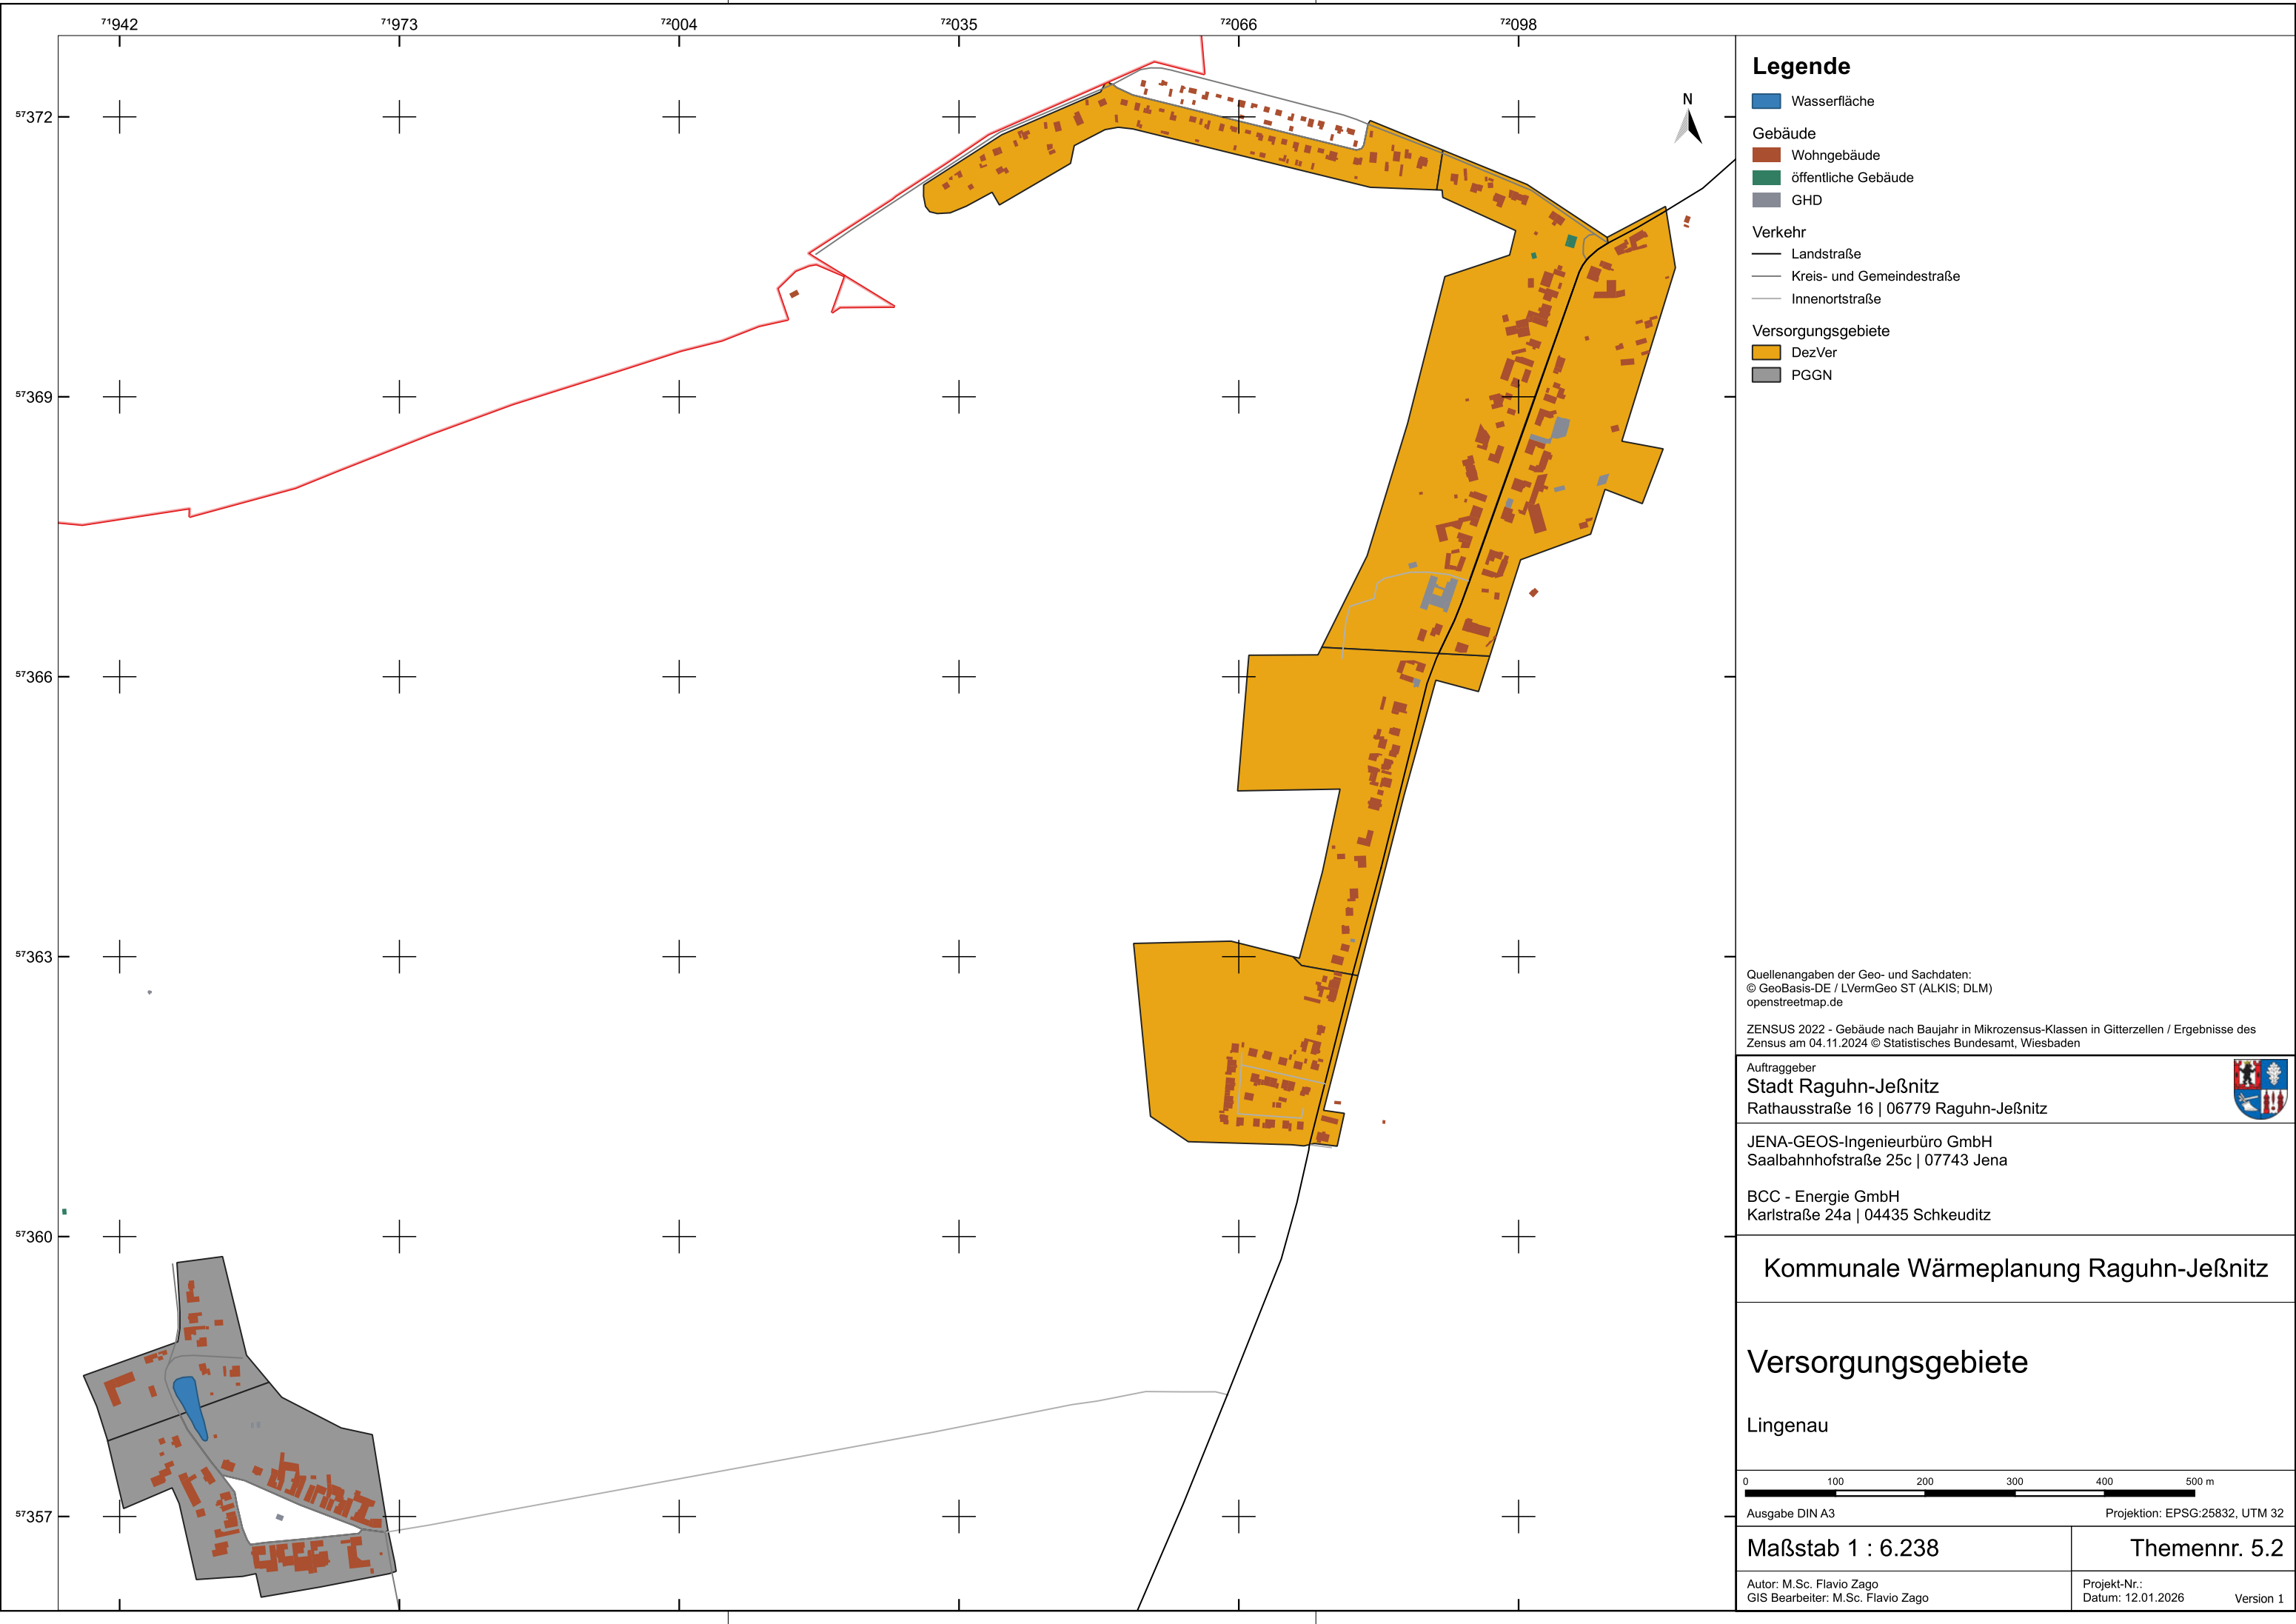 71942
71973
72004
72035
72066
72098
57372
57369
57366
57363
57360
57357
N
Legende
Wasserfläche
Gebäude
Wohngebäude
öffentliche Gebäude
GHD
Verkehr
Landstraße
Kreis- und Gemeindestraße
Innenortstraße
Versorgungsgebiete
DezVer
PGGN
Quellenangaben der Geo- und Sachdaten:
© GeoBasis-DE / LVermGeo ST (ALKIS; DLM)
openstreetmap.de
ZENSUS 2022 - Gebäude nach Baujahr in Mikrozensus-Klassen in Gitterzellen / Ergebnisse des
Zensus am 04.11.2024 © Statistisches Bundesamt, Wiesbaden
Auftraggeber
Stadt Raguhn-Jeßnitz
Rathausstraße 16 | 06779 Raguhn-Jeßnitz
JENA-GEOS-Ingenieurbüro GmbH
Saalbahnhofstraße 25c | 07743 Jena
BCC - Energie GmbH
Karlstraße 24a | 04435 Schkeuditz
Kommunale Wärmeplanung Raguhn-Jeßnitz
Versorgungsgebiete
Lingenau
0 100 200 300 400 500 m
Ausgabe DIN A3 Projektion: EPSG:25832, UTM 32
Maßstab 1 : 6.238 Themennr. 5.2
Autor: M.Sc. Flavio Zago Projekt-Nr.:
GIS Bearbeiter: M.Sc. Flavio Zago Datum: 12.01.2026 Version 1